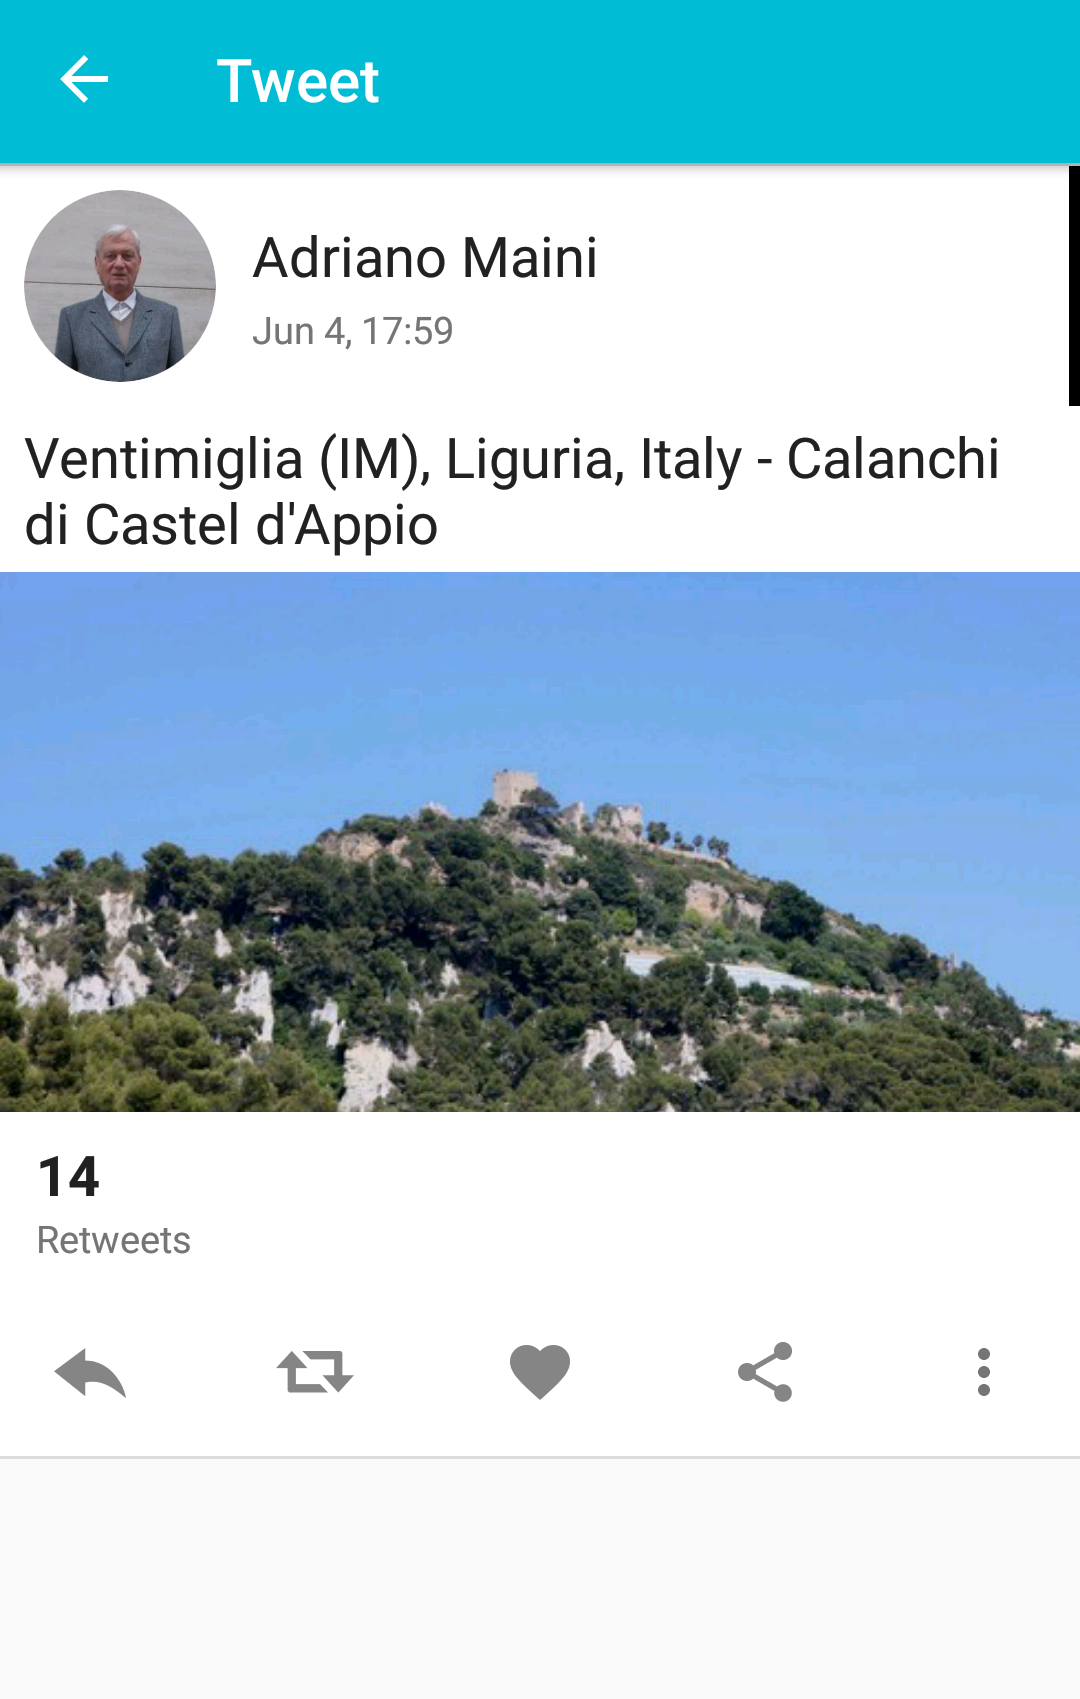 Tweet
Adriano Maini
Jun 4, 17:59
Ventimiglia (IM), Liguria, Italy - Calanchi
di Castel d'Appio
14
Retweets